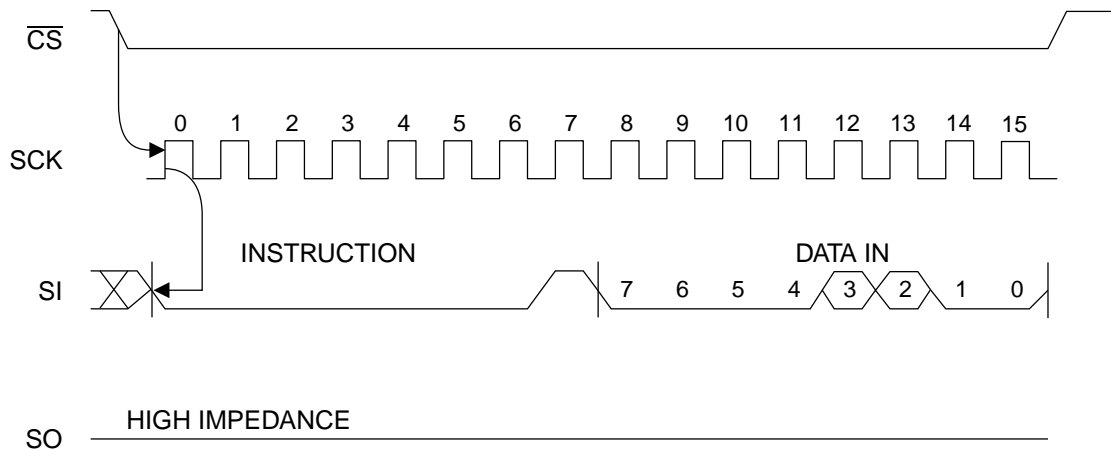 CS
0 1 2 3 4 5 6 7 8 9 10 11 12 13 14 15
SCK
INSTRUCTION DATA IN
SI 7 6 5 4 3 2 1 0
HIGH IMPEDANCE
SO